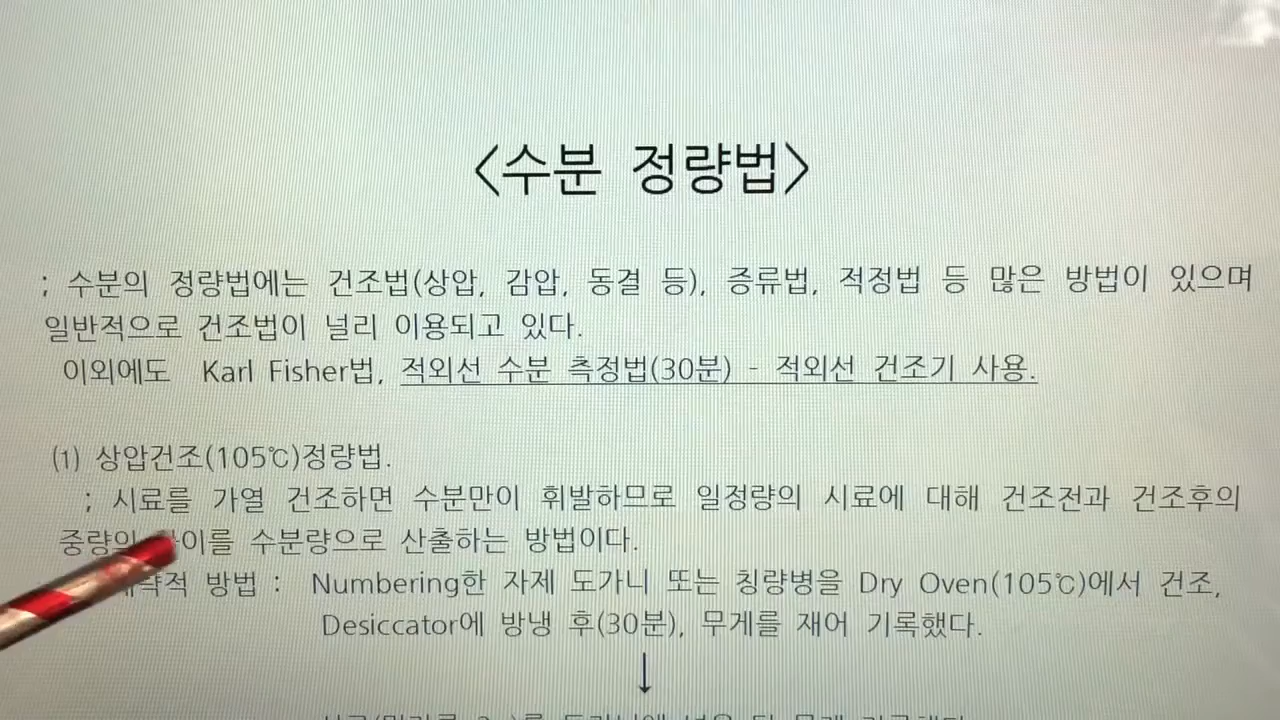 <수분 정량법>
; 수분의 정량법에는 건조법(상압, 감압, 동결 등), 증류법, 적정법 등 많은 방법이 있으며
일반적으로 건조법이 널리 이용되고 있다.
이외에도 Karl Fisher법, 적외선 수분 측정법(30분) - 적외선 건조기 사용.
(1) 상압건조(105℃)정량법.
; 시료를 가열 건조하면 수분만이 휘발하므로 일정량의 시료에 대해 건조전과 건조후의
중량의 차이를 수분량으로 산출하는 방법이다.
방법 : Numbering한 자제 도가니 또는 칭량병을 Dry Oven(105℃)에서 건조,
Desiccator에 방냉 후(30분), 무게를 재어 기록했다.
↓